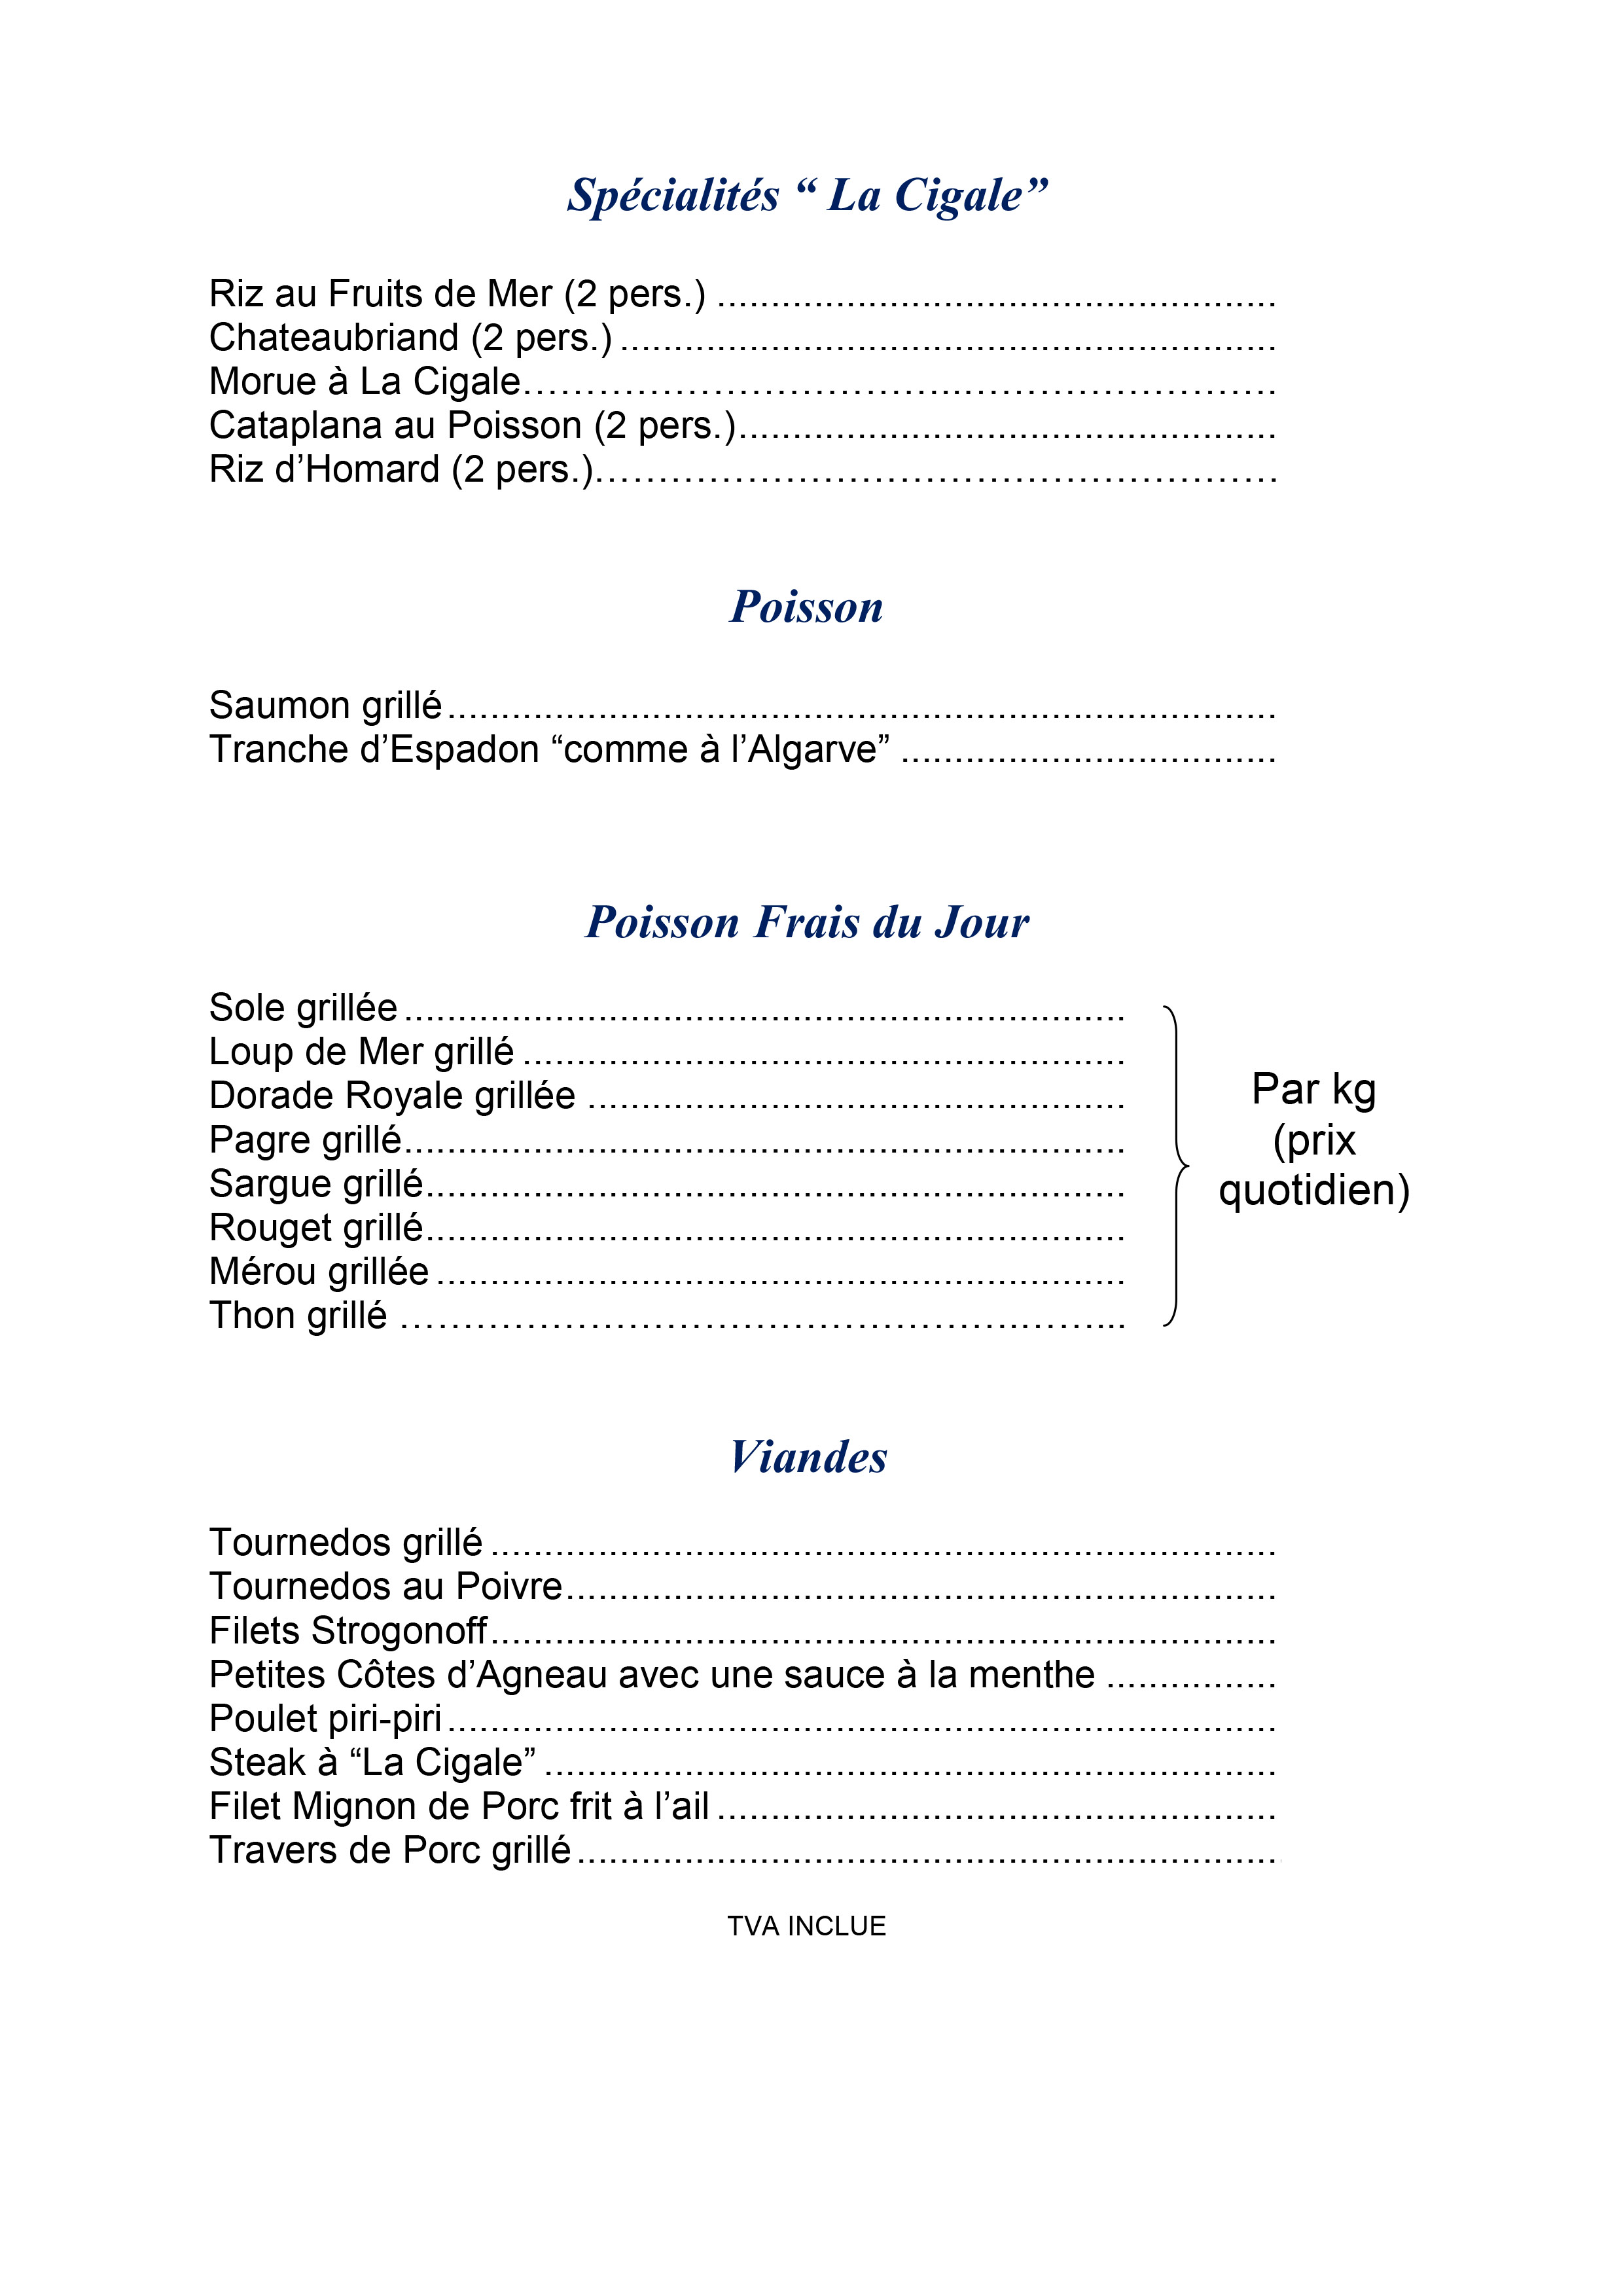 Spécialités “ La Cigale”
Riz au Fruits de Mer (2 pers.) ....................................................
Chateaubriand (2 pers.) .............................................................
Morue à La Cigale......................................................................
Cataplana au Poisson (2 pers.)..................................................
Riz d’Homard (2 pers.)................................................................
Poisson
Saumon grillé.............................................................................
Tranche d’Espadon “comme à l’Algarve” ...................................
Poisson Frais du Jour
Sole grillée...................................................................
Loup de Mer grillé ........................................................
Dorade Royale grillée ..................................................
Pagre grillé...................................................................
Sargue grillé.................................................................
Rouget grillé.................................................................
Mérou grillée ................................................................
Thon grillé ....................................................................
Par kg
(prix
quotidien)
Viandes
Tournedos grillé .........................................................................
Tournedos au Poivre..................................................................
Filets Strogonoff.........................................................................
Petites Côtes d’Agneau avec une sauce à la menthe ................
Poulet piri-piri.............................................................................
Steak à “La Cigale” ....................................................................
Filet Mignon de Porc frit à l’ail ....................................................
Travers de Porc grillé.................................................................
TVA INCLUE